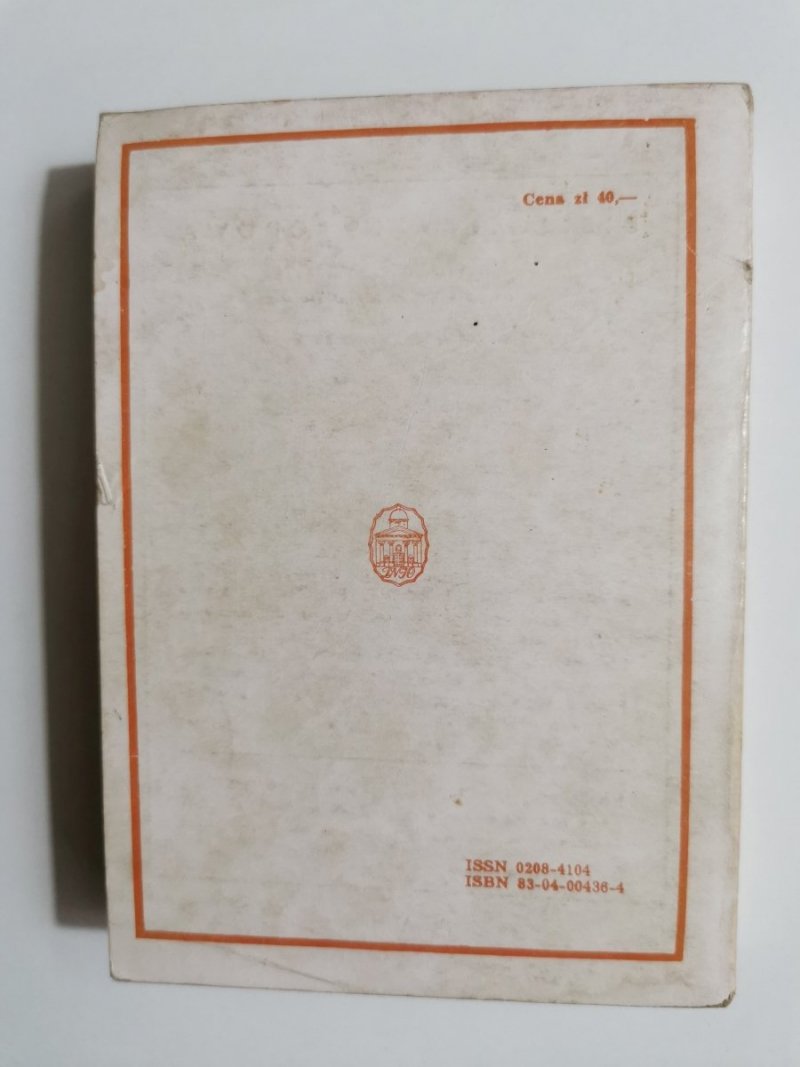 Cena zł 40,—
ISSN 0208-4104
ISBN 83-04-00436-4